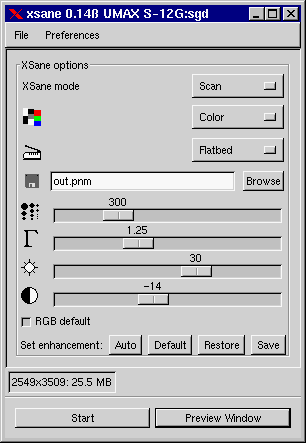 xsane 0.14ß UMAX S-12G:sgd
File Preferences
XSane options
XSane mode Scan
Color
Flatbed
out.pnm Browse
300
Γ 1.25
30
-14
RGB default
Set enhancement: Auto Default Restore Save
2549x3509: 25.5 MB
Start Preview Window